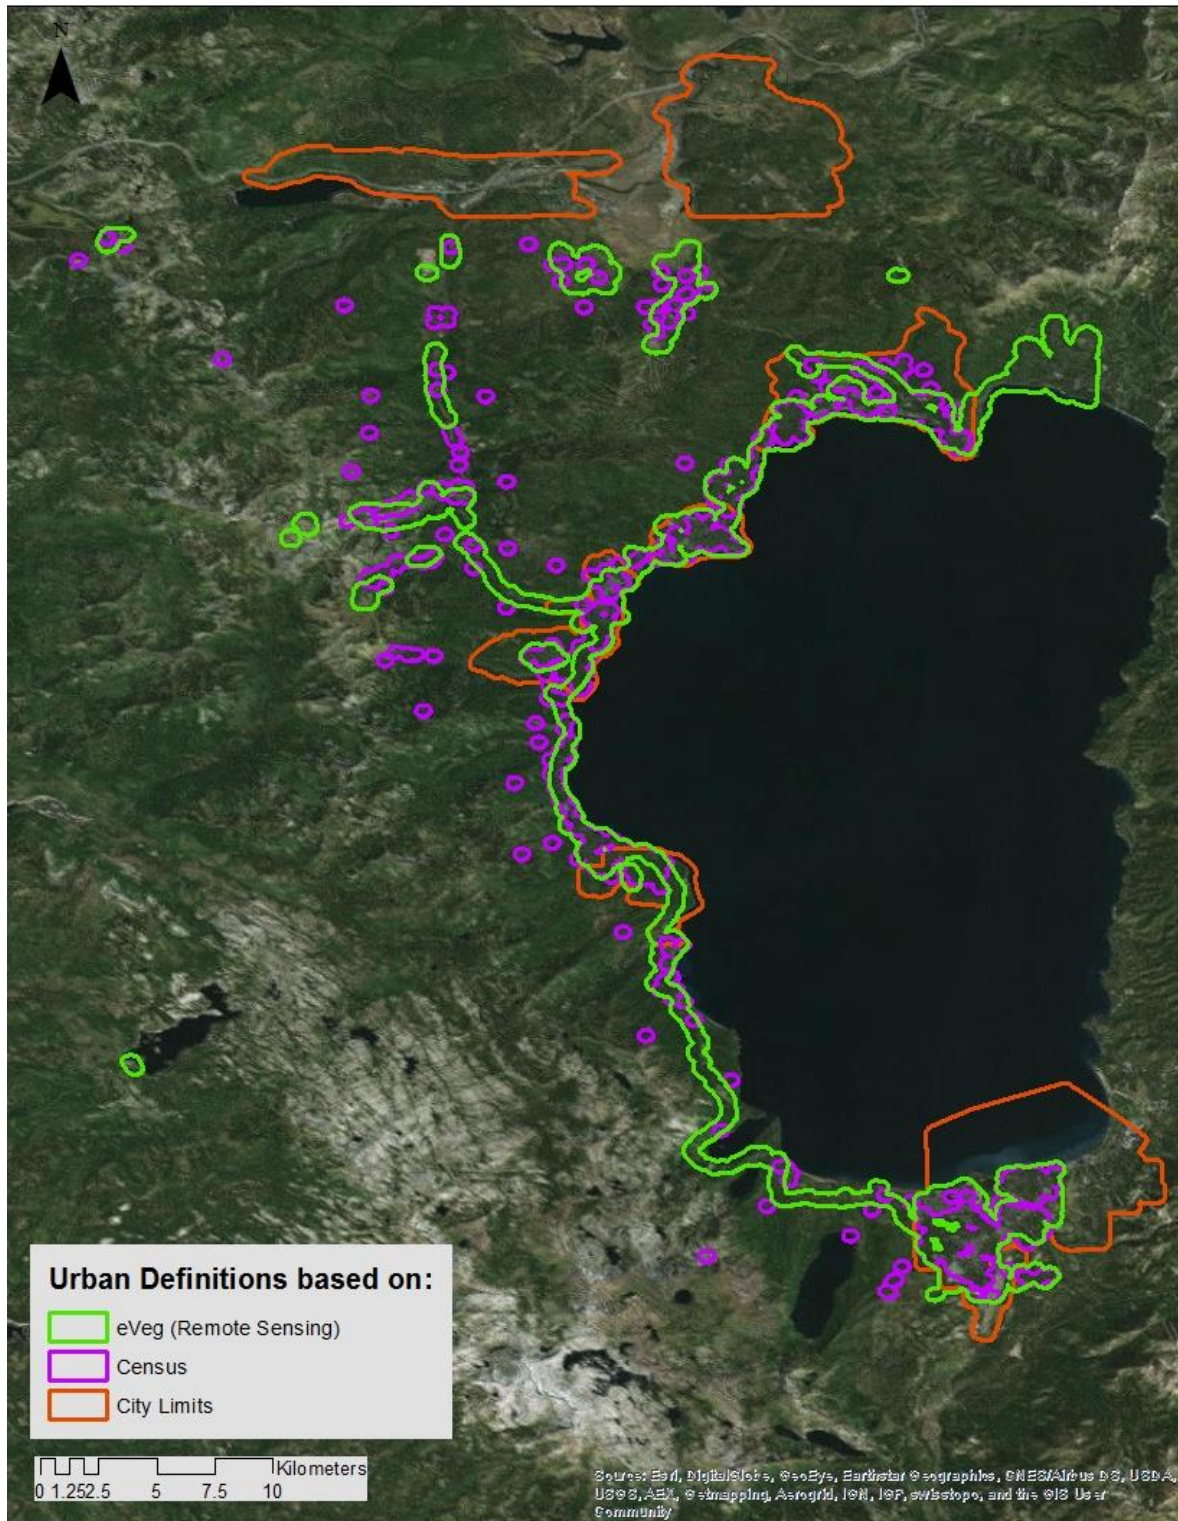 N
Urban Definitions based on:
eVeg (Remote Sensing)
Census
City Limits
Kilometers
0 1.252.5 5 7.5 10
Source: Esri, DigitalGlobe, GeoEye, Earthstar Geographics, CNES/Airbus DS, USDA,
USGS, AEX, Getmapping, Aerogrid, IGN, IGP, swisstopo, and the GIS User
Community